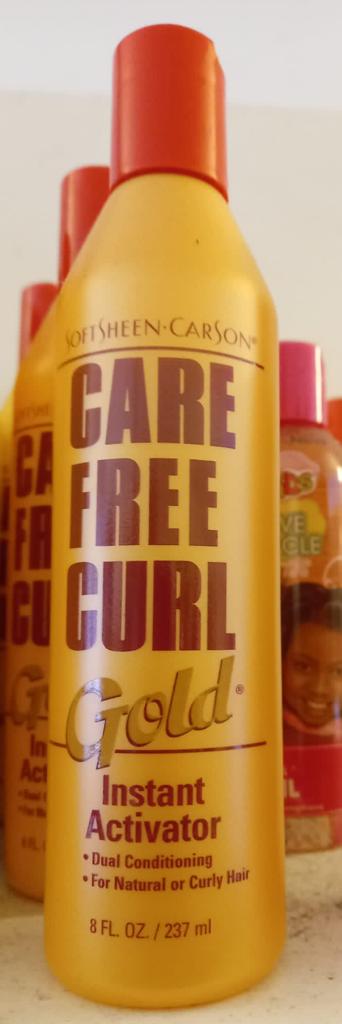 SOFTSHEEN·CARSON®
CARE
FREE
CURL
Gold®
Instant
Activator
• Dual Conditioning
• For Natural or Curly Hair
8 FL. OZ. / 237 ml